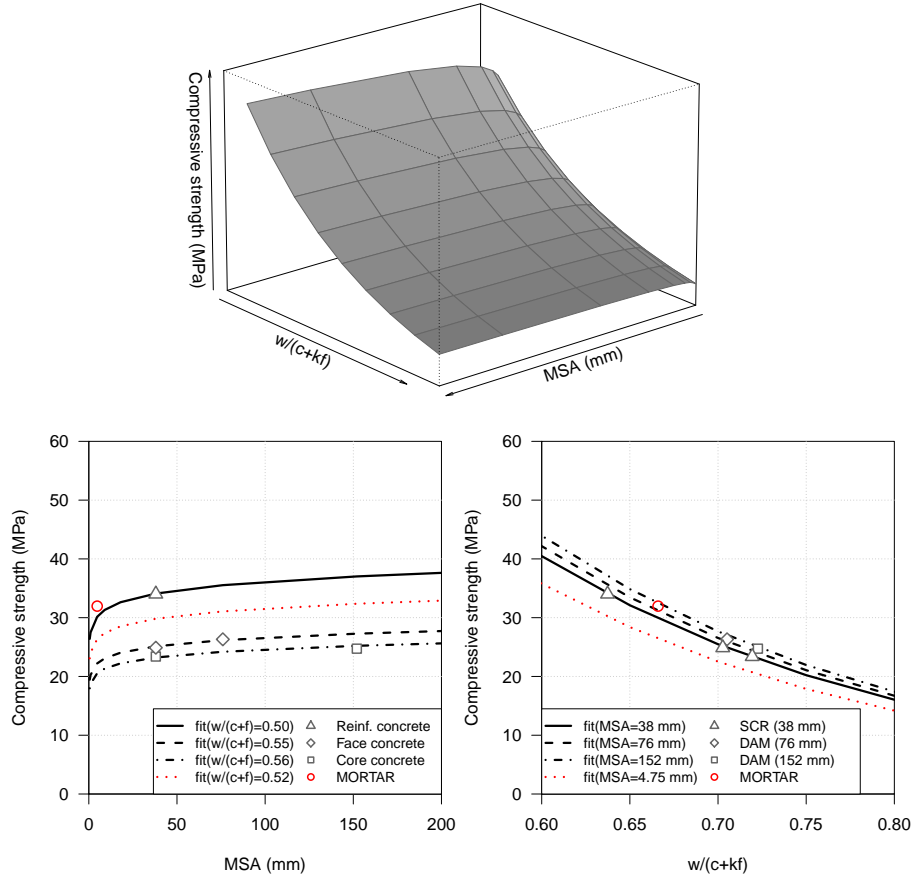 Compressive strength (MPa)
w/(c+kf)
MSA (mm)
Compressive strength (MPa)
60
50
40
30
20
10
0
fit(w/(c+f)=0.50)
fit(w/(c+f)=0.55)
fit(w/(c+f)=0.56)
fit(w/(c+f)=0.52)
Reinf. concrete
Face concrete
Core concrete
MORTAR
0 50 100 150 200
MSA (mm)
Compressive strength (MPa)
60
50
40
30
20
10
0
fit(MSA=38 mm)
fit(MSA=76 mm)
fit(MSA=152 mm)
fit(MSA=4.75 mm)
SCR (38 mm)
DAM (76 mm)
DAM (152 mm)
MORTAR
0.60 0.65 0.70 0.75 0.80
w/(c+kf)